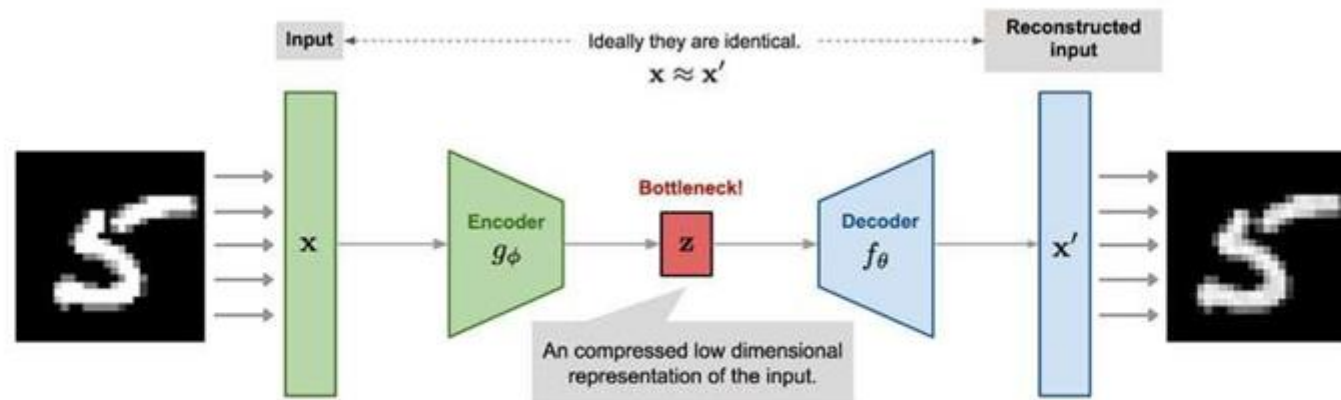 Input
Ideally they are identical.
x ≈ x′
Reconstructed
input
x
Encoder
gϕ
Bottleneck!
z
Decoder
fθ
x′
An compressed low dimensional
representation of the input.